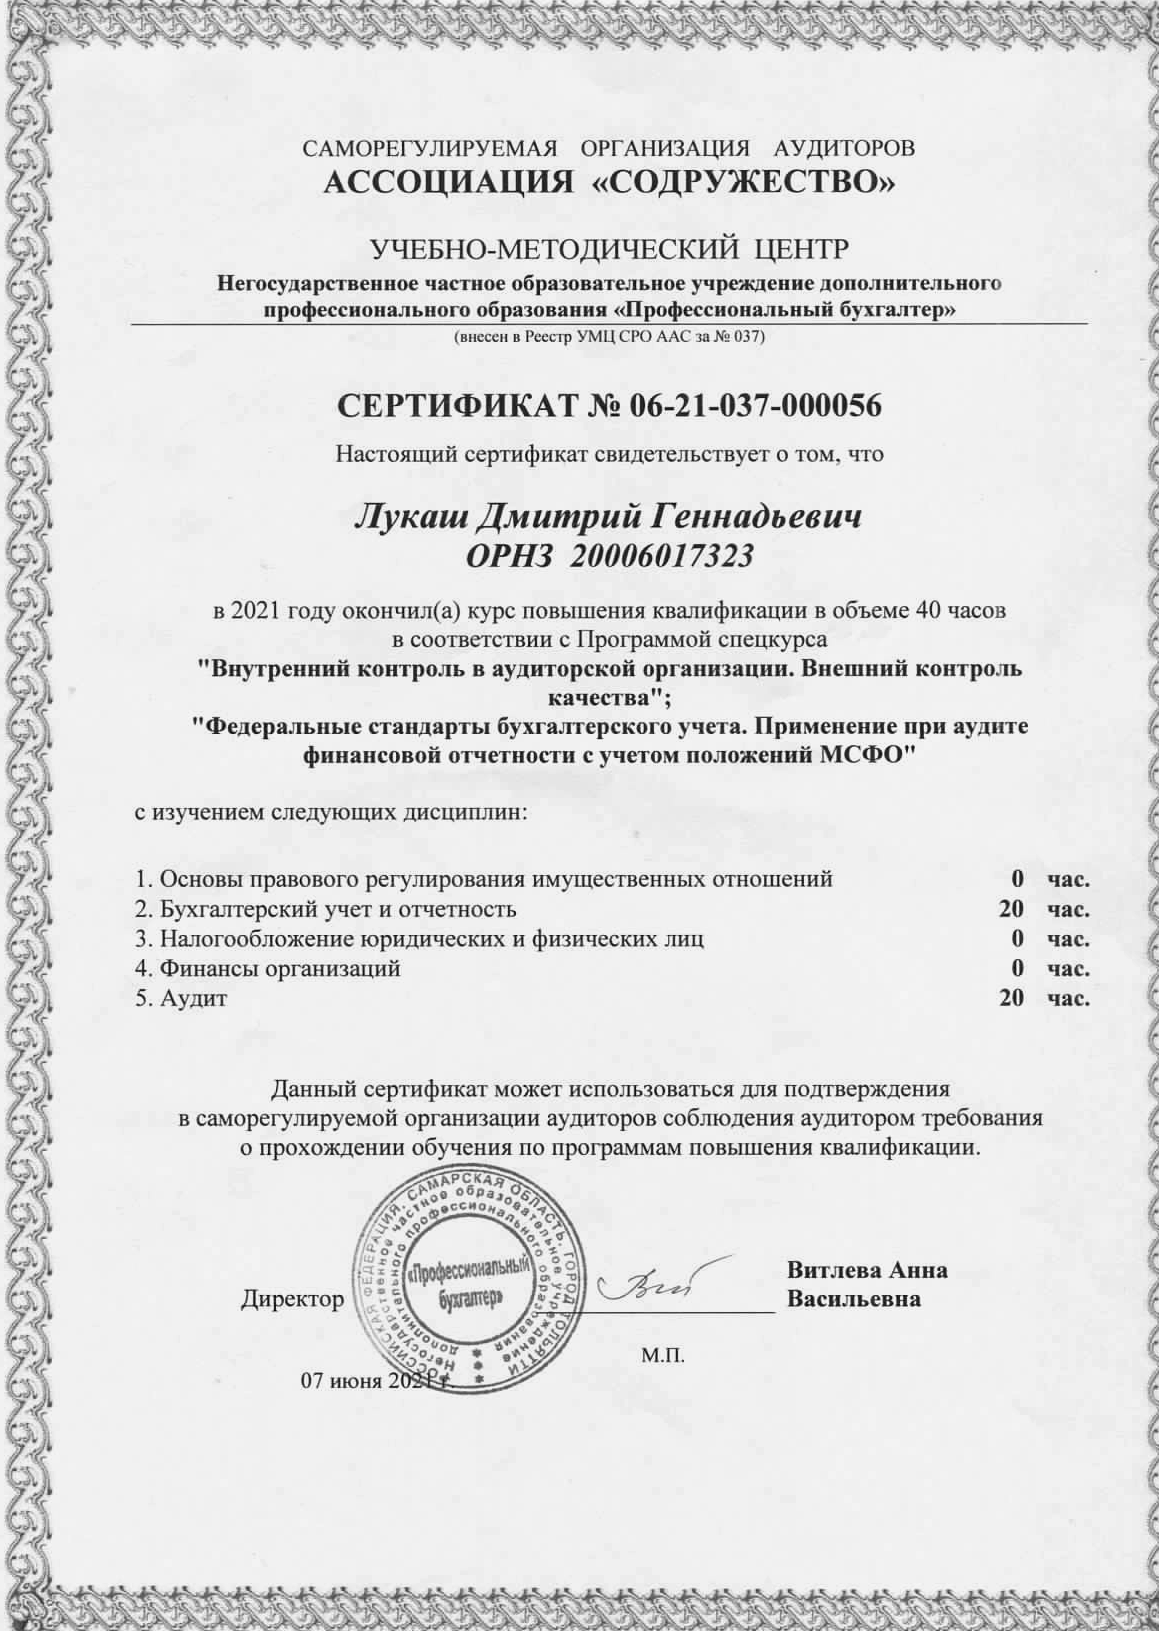 САМОРЕГУЛИРУЕМАЯ ОРГАНИЗАЦИЯ АУДИТОРОВ
АССОЦИАЦИЯ «СОДРУЖЕСТВО»
УЧЕБНО-МЕТОДИЧЕСКИЙ ЦЕНТР
Негосударственное частное образовательное учреждение дополнительного
профессионального образования «Профессиональный бухгалтер»
(внесен в Реестр УМЦ СРО ААС за № 037)
СЕРТИФИКАТ № 06-21-037-000056
Настоящий сертификат свидетельствует о том, что
Лукаш Дмитрий Геннадьевич
ОРНЗ 20006017323
в 2021 году окончил(а) курс повышения квалификации в объеме 40 часов
в соответствии с Программой спецкурса
"Внутренний контроль в аудиторской организации. Внешний контроль
качества";
"Федеральные стандарты бухгалтерского учета. Применение при аудите
финансовой отчетности с учетом положений МСФО"
с изучением следующих дисциплин:
1. Основы правового регулирования имущественных отношений 0 час.
2. Бухгалтерский учет и отчетность 20 час.
3. Налогообложение юридических и физических лиц 0 час.
4. Финансы организаций 0 час.
5. Аудит 20 час.
Данный сертификат может использоваться для подтверждения
в саморегулируемой организации аудиторов соблюдения аудитором требования
о прохождении обучения по программам повышения квалификации.
РОССИЙСКАЯ ФЕДЕРАЦИЯ, САМАРСКАЯ ОБЛАСТЬ, ГОРОД ТОЛЬЯТТИ
Негосударственное частное образовательное учреждение
дополнительного профессионального образования
«Профессиональный
бухгалтер»
Директор
Витлева Анна
Васильевна
М.П.
07 июня 2021 г.